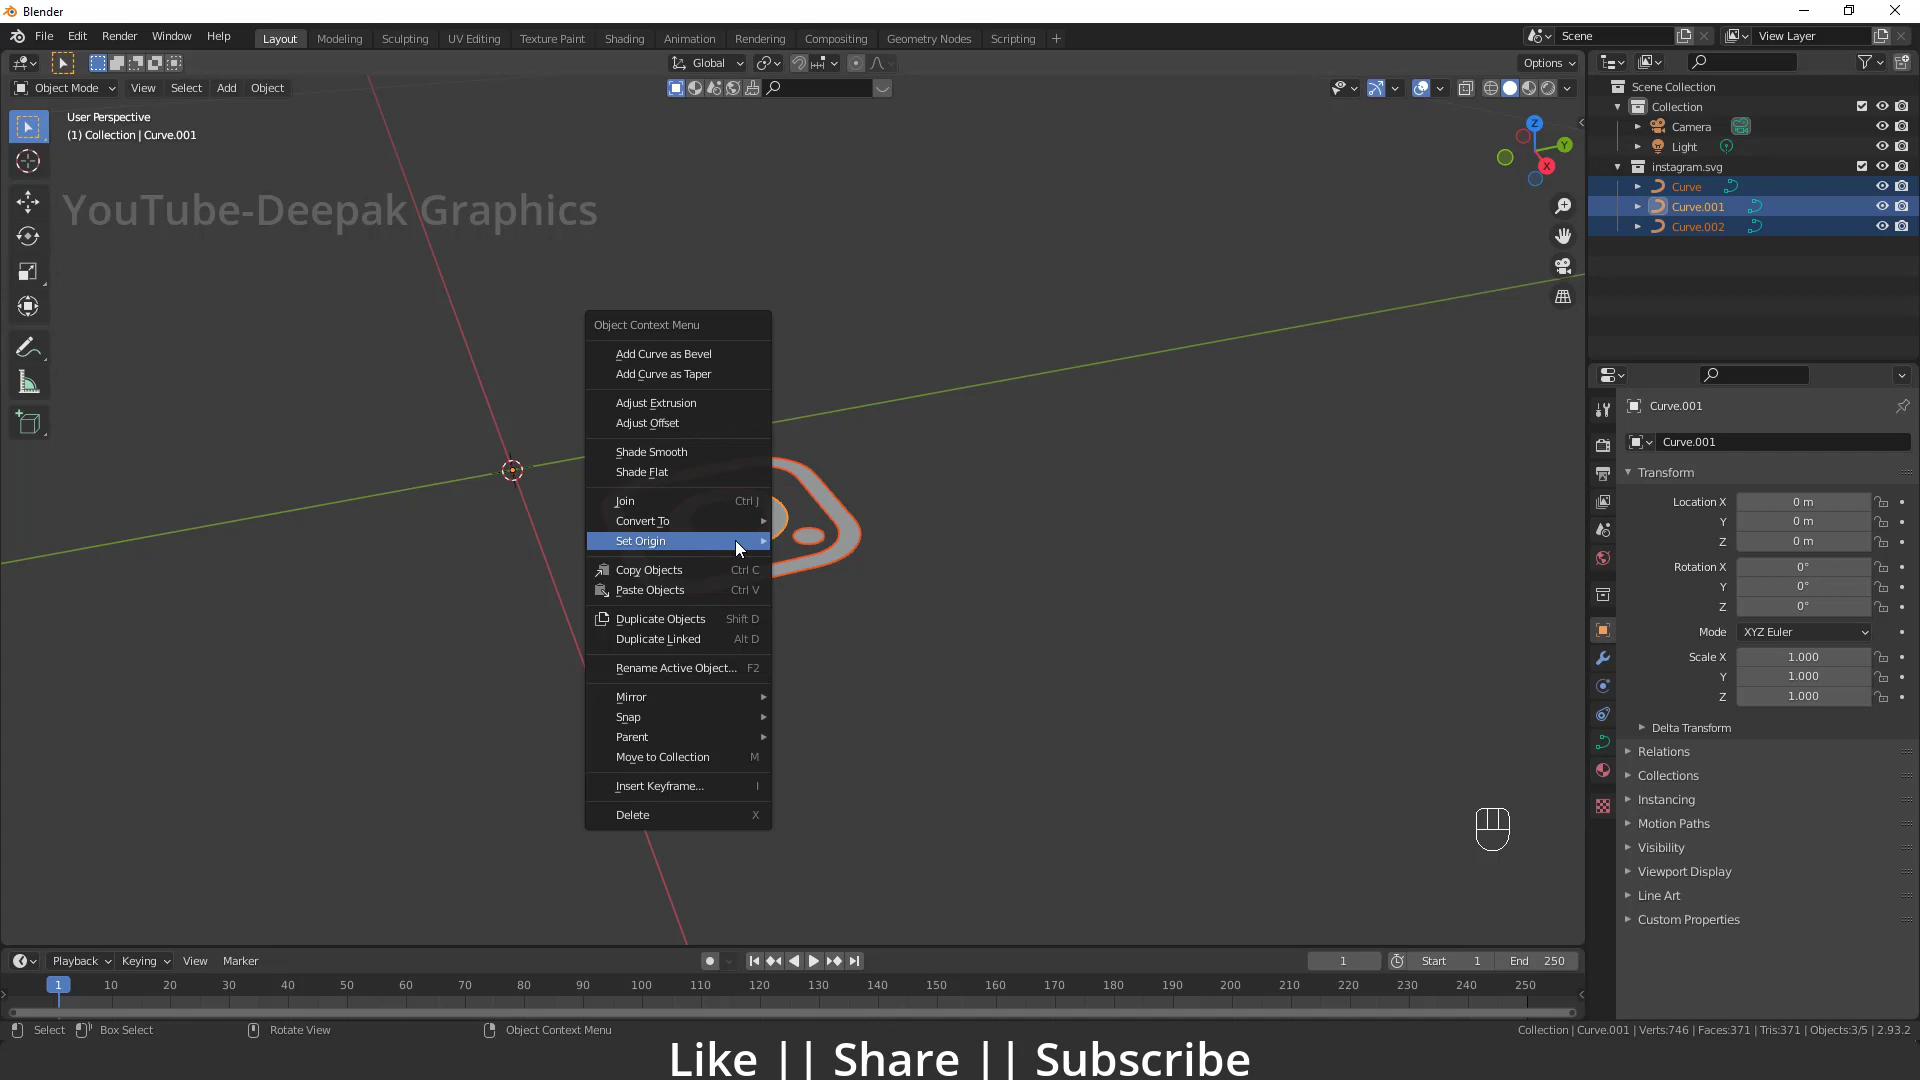 Blender
File Edit Render Window Help
Layout Modeling Sculpting UV Editing Texture Paint Shading Animation Rendering Compositing Geometry Nodes Scripting +
Scene
View Layer
Global
Options
Object Mode View Select Add Object
User Perspective
(1) Collection | Curve.001
YouTube-Deepak Graphics
Z
Y
X
Object Context Menu
Add Curve as Bevel
Add Curve as Taper
Adjust Extrusion
Adjust Offset
Shade Smooth
Shade Flat
Join Ctrl J
Convert To
Set Origin
Copy Objects Ctrl C
Paste Objects Ctrl V
Duplicate Objects Shift D
Duplicate Linked Alt D
Rename Active Object... F2
Mirror
Snap
Parent
Move to Collection M
Insert Keyframe... I
Delete X
Scene Collection
Collection
Camera
Light
instagram.svg
Curve
Curve.001
Curve.002
Curve.001
Curve.001
Transform
Location X 0 m
Y 0 m
Z 0 m
Rotation X 0°
Y 0°
Z 0°
Mode XYZ Euler
Scale X 1.000
Y 1.000
Z 1.000
Delta Transform
Relations
Collections
Instancing
Motion Paths
Visibility
Viewport Display
Line Art
Custom Properties
Playback Keying View Marker
1 Start 1 End 250
1 10 20 30 40 50 60 70 80 90 100 110 120 130 140 150 160 170 180 190 200 210 220 230 240 250
Select Box Select Rotate View Object Context Menu
Collection | Curve.001 | Verts:746 | Faces:371 | Tris:371 | Objects:3/5 | 2.93.2
Like || Share || Subscribe